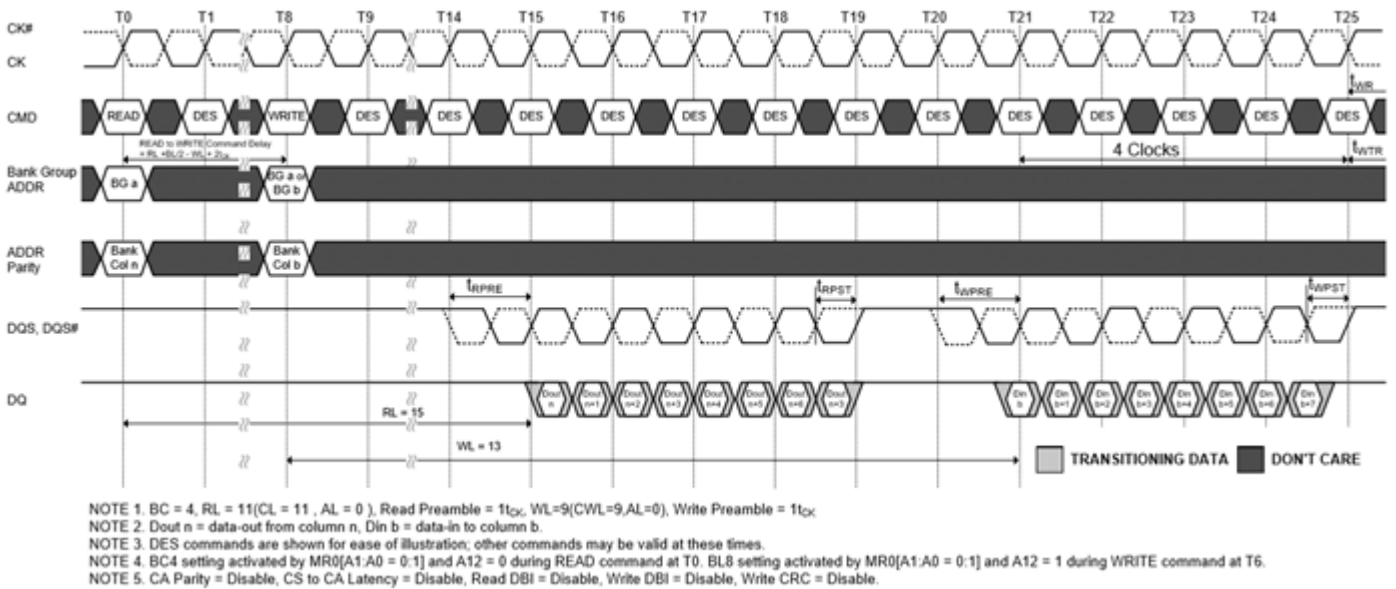 T0 T1 T8 T9 T14 T15 T16 T17 T18 T19 T20 T21 T22 T23 T24 T25
CK#
CK
tWR
CMD READ DES WRITE DES DES DES DES DES DES DES DES DES DES DES DES DES
READ to WRITE Command Delay
= RL +BL/2 - WL + 2tCK
4 Clocks
tWTR
Bank Group
ADDR
BG a
BG a or
BG b
ADDR
Parity
Bank
Col n
Bank
Col b
tRPRE tRPST tWPRE tWPST
DQS, DQS#
DQ
Dout
n
Dout
n+1
Dout
n+2
Dout
n+3
Dout
n+4
Dout
n+5
Dout
n+6
Dout
Din
b
Din
b+1
Din
b+2
Din
b+3
Din
b+4
Din
b+5
Din
b+6
Din
b+7
RL = 15
WL = 13
TRANSITIONING DATA DON'T CARE
NOTE 1. BC = 4, RL = 11(CL = 11 , AL = 0 ), Read Preamble = 1tCK, WL=9(CWL=9,AL=0), Write Preamble = 1tCK
NOTE 2. Dout n = data-out from column n, Din b = data-in to column b.
NOTE 3. DES commands are shown for ease of illustration; other commands may be valid at these times.
NOTE 4. BC4 setting activated by MR0[A1:A0 = 0:1] and A12 = 0 during READ command at T0. BL8 setting activated by MR0[A1:A0 = 0:1] and A12 = 1 during WRITE command at T6.
NOTE 5. CA Parity = Disable, CS to CA Latency = Disable, Read DBI = Disable, Write DBI = Disable, Write CRC = Disable.